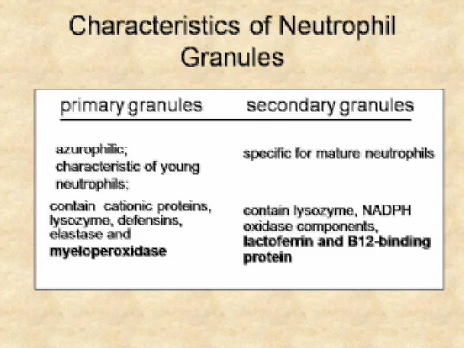 Characteristics of Neutrophil
Granules
primary granules
secondary granules
azurophilic;
characteristic of young
neutrophils;
specific for mature neutrophils
contain cationic proteins,
lysozyme, defensins,
elastase and
myeloperoxidase
contain lysozyme, NADPH
oxidase components,
lactoferrin and B12-binding
protein